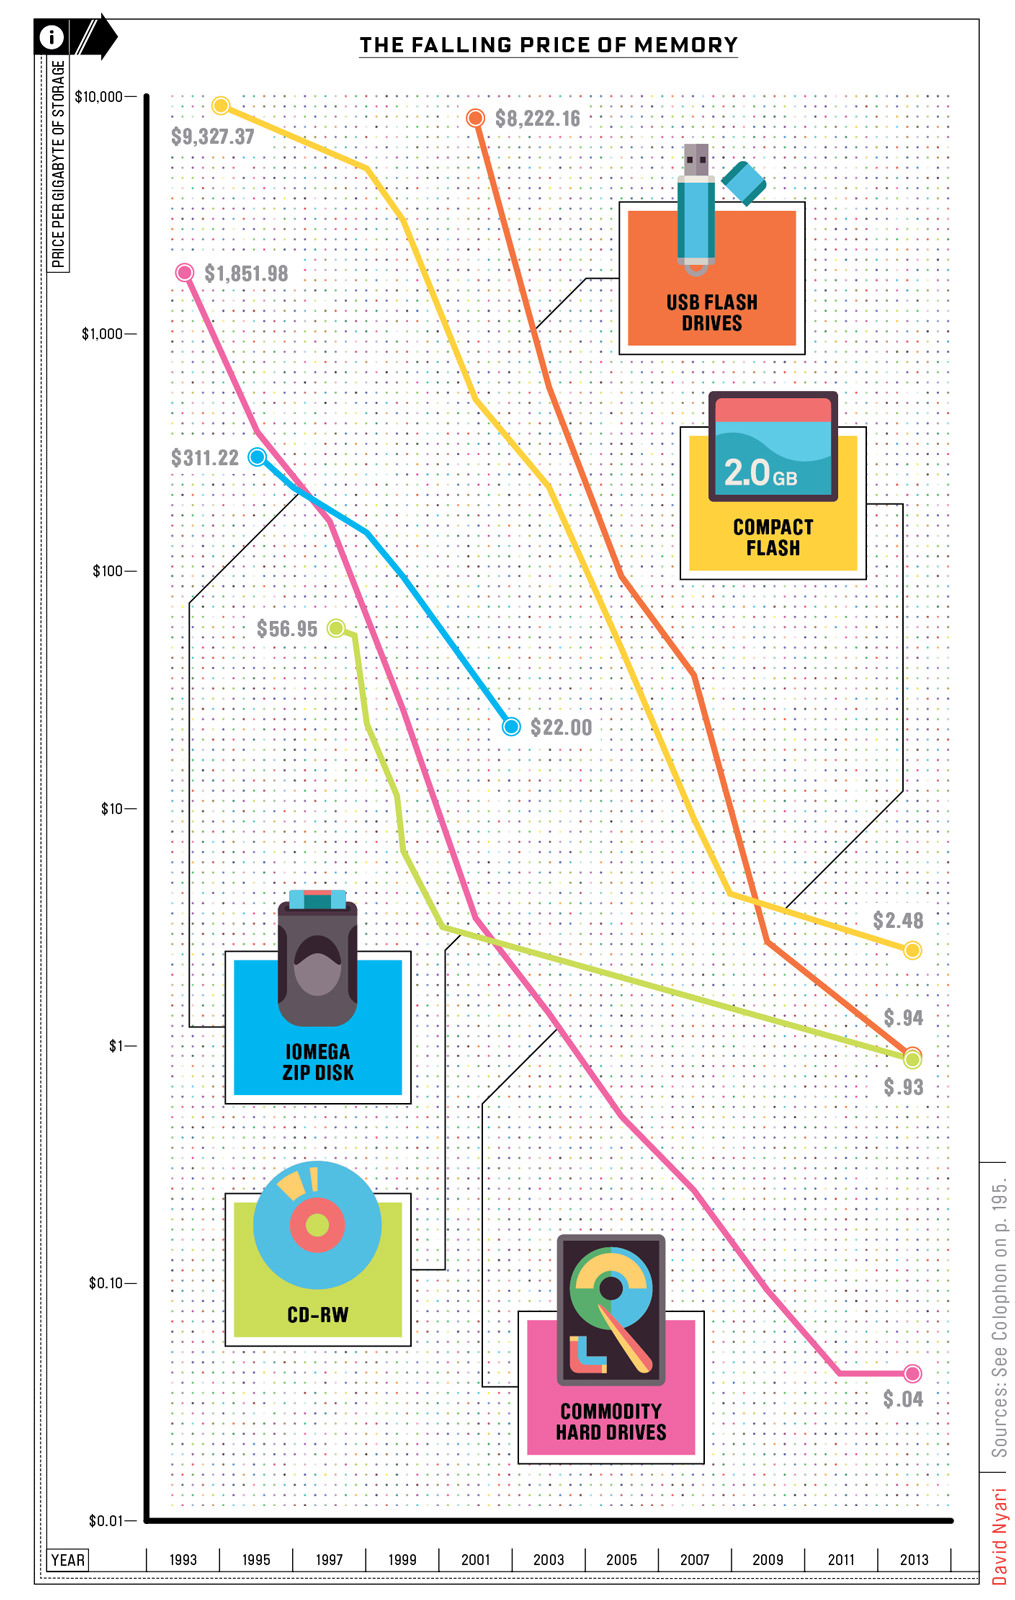 i
THE FALLING PRICE OF MEMORY
PRICE PER GIGABYTE OF STORAGE
$10,000
$9,327.37
$8,222.16
$1,851.98
USB FLASH
DRIVES
$1,000
2.0 GB
$311.22
COMPACT
FLASH
$100
$56.95
$22.00
$10
$2.48
$.94
$1
IOMEGA
ZIP DISK
$.93
$0.10
CD-RW
$.04
COMMODITY
HARD DRIVES
$0.01
YEAR
1993 1995 1997 1999 2001 2003 2005 2007 2009 2011 2013
Sources: See Colophon on p. 195.
David Nyari